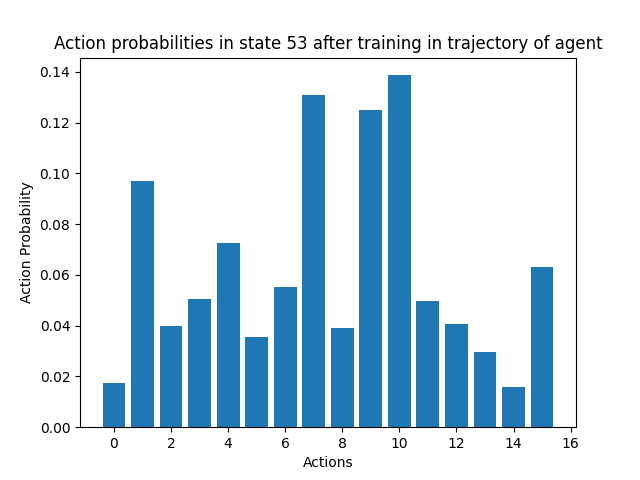 Action probabilities in state 53 after training in trajectory of agent
0.14
0.12
0.10
0.08
0.06
0.04
0.02
0.00
Action Probability
0 2 4 6 8 10 12 14 16
Actions